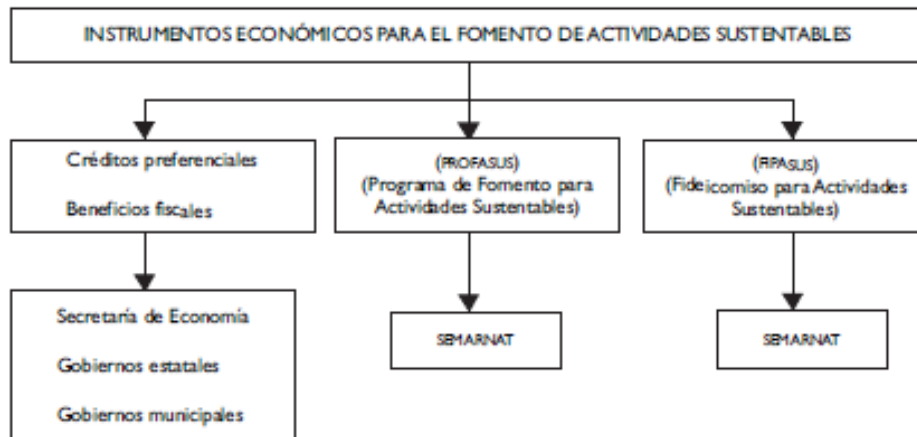 INSTRUMENTOS ECONÓMICOS PARA EL FOMENTO DE ACTIVIDADES SUSTENTABLES
Créditos preferenciales
Beneficios fiscales
(PROFASUS)
(Programa de Fomento para
Actividades Sustentables)
(FIPASUS)
(Fideicomiso para Actividades
Sustentables)
Secretaría de Economía
Gobiernos estatales
Gobiernos municipales
SEMARNAT
SEMARNAT